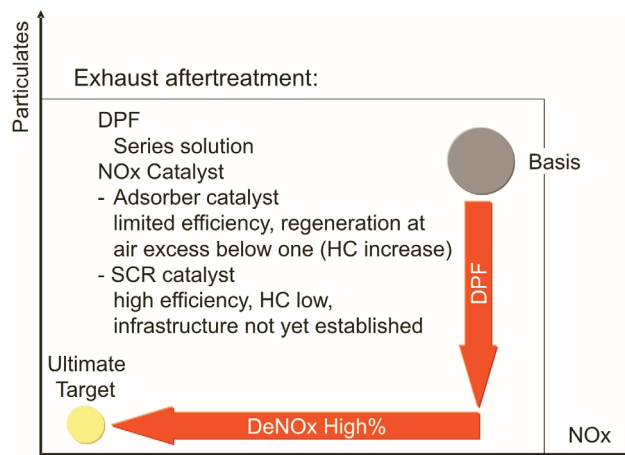 Particulates
Exhaust aftertreatment:
DPF
Series solution
NOx Catalyst
- Adsorber catalyst
limited efficiency, regeneration at
air excess below one (HC increase)
- SCR catalyst
high efficiency, HC low,
infrastructure not yet established
Basis
DPF
Ultimate
Target
DeNOx High%
NOx